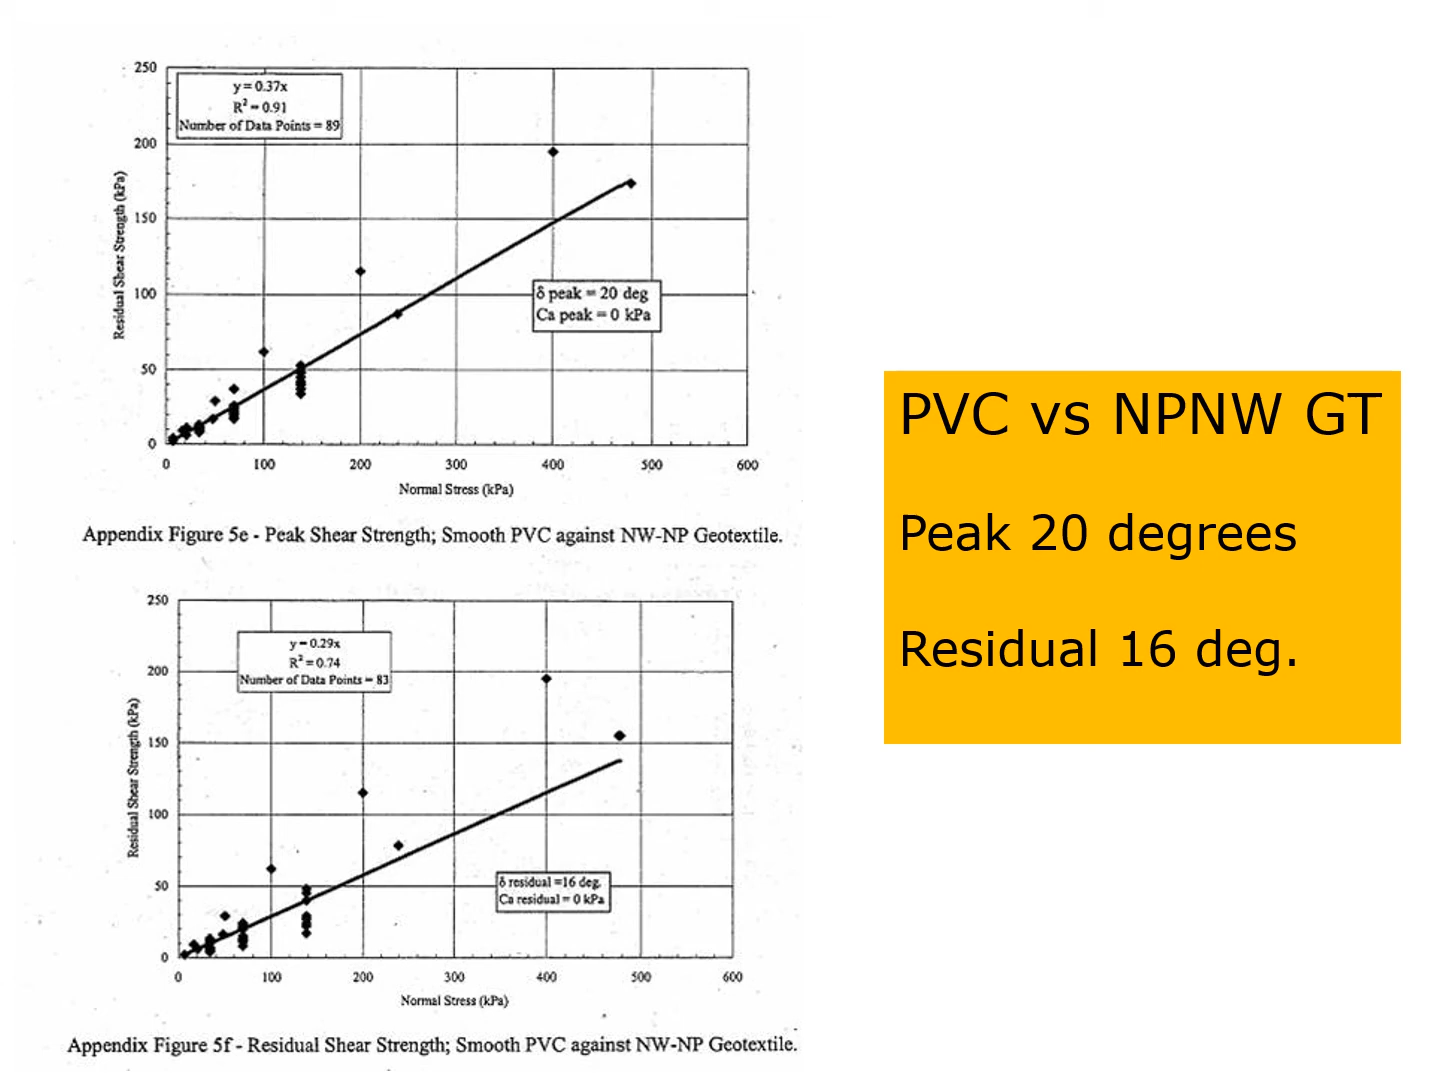 250
200
150
100
50
0
y = 0.37x
R² = 0.91
Number of Data Points = 89
δ peak = 20 deg
Ca peak = 0 kPa
Residual Shear Strength (kPa)
0 100 200 300 400 500 600
Normal Stress (kPa)
Appendix Figure 5e - Peak Shear Strength; Smooth PVC against NW-NP Geotextile.
250
200
150
100
50
0
y = 0.29x
R² = 0.74
Number of Data Points = 83
δ residual =16 deg.
Ca residual = 0 kPa
Residual Shear Strength (kPa)
0 100 200 300 400 500 600
Normal Stress (kPa)
Appendix Figure 5f - Residual Shear Strength; Smooth PVC against NW-NP Geotextile.
PVC vs NPNW GT
Peak 20 degrees
Residual 16 deg.